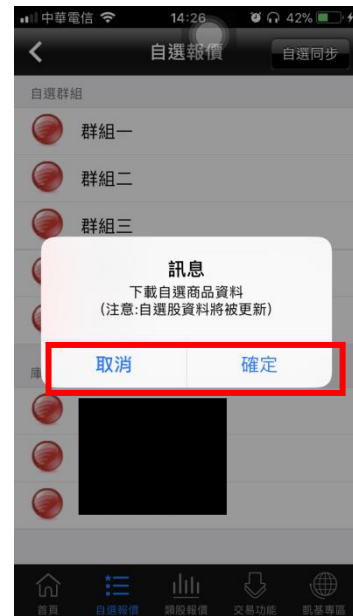 中華電信 14:26 42%
自選報價
自選同步
自選群組
群組一
群組二
群組三
訊息
下載自選商品資料
(注意:自選股資料將被更新)
取消 確定
庫
首頁 自選報價 類股報價 交易功能 凱基專區